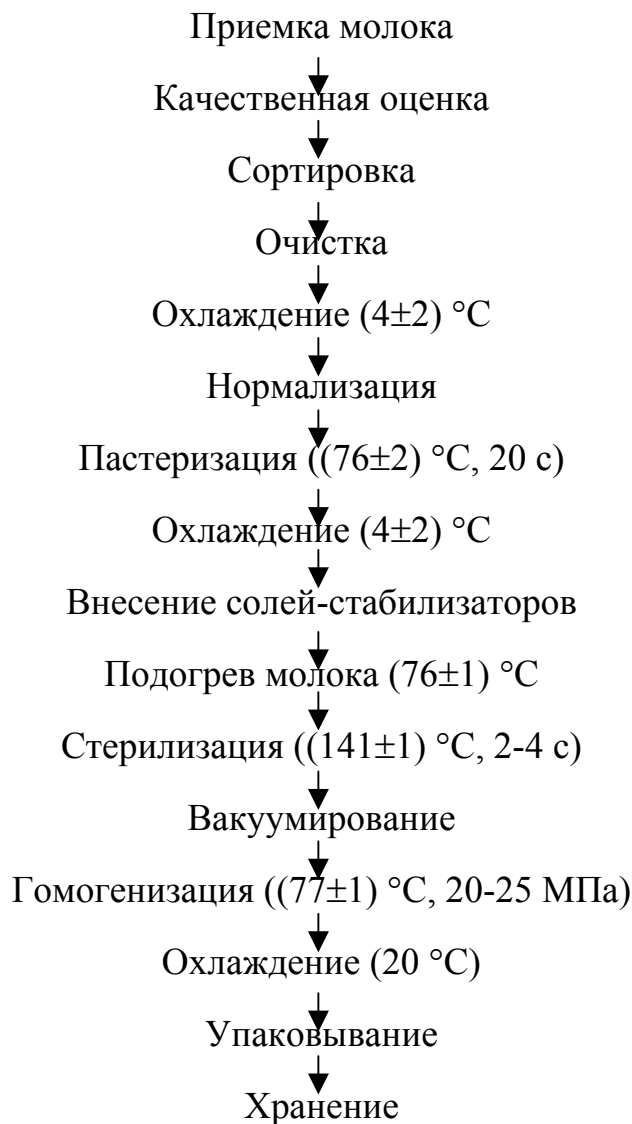 Приемка молока
Качественная оценка
Сортировка
Очистка
Охлаждение (4±2) °С
Нормализация
Пастеризация ((76±2) °С, 20 с)
Охлаждение (4±2) °С
Внесение солей-стабилизаторов
Подогрев молока (76±1) °С
Стерилизация ((141±1) °С, 2-4 с)
Вакуумирование
Гомогенизация ((77±1) °С, 20-25 МПа)
Охлаждение (20 °С)
Упаковывание
Хранение